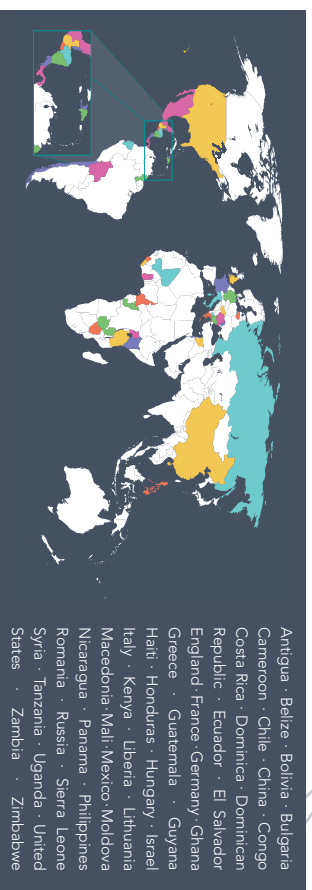 Antigua · Belize · Bolivia · Bulgaria
Cameroon · Chile · China · Congo
Costa Rica · Dominica · Dominican
Republic · Ecuador · El Salvador
England · France · Germany · Ghana
Greece · Guatemala · Guyana
Haiti · Honduras · Hungary · Israel
Italy · Kenya · Liberia · Lithuania
Macedonia · Mali · Mexico · Moldova
Nicaragua · Panama · Philippines
Romania · Russia · Sierra Leone
Syria · Tanzania · Uganda · United
States · Zambia · Zimbabwe